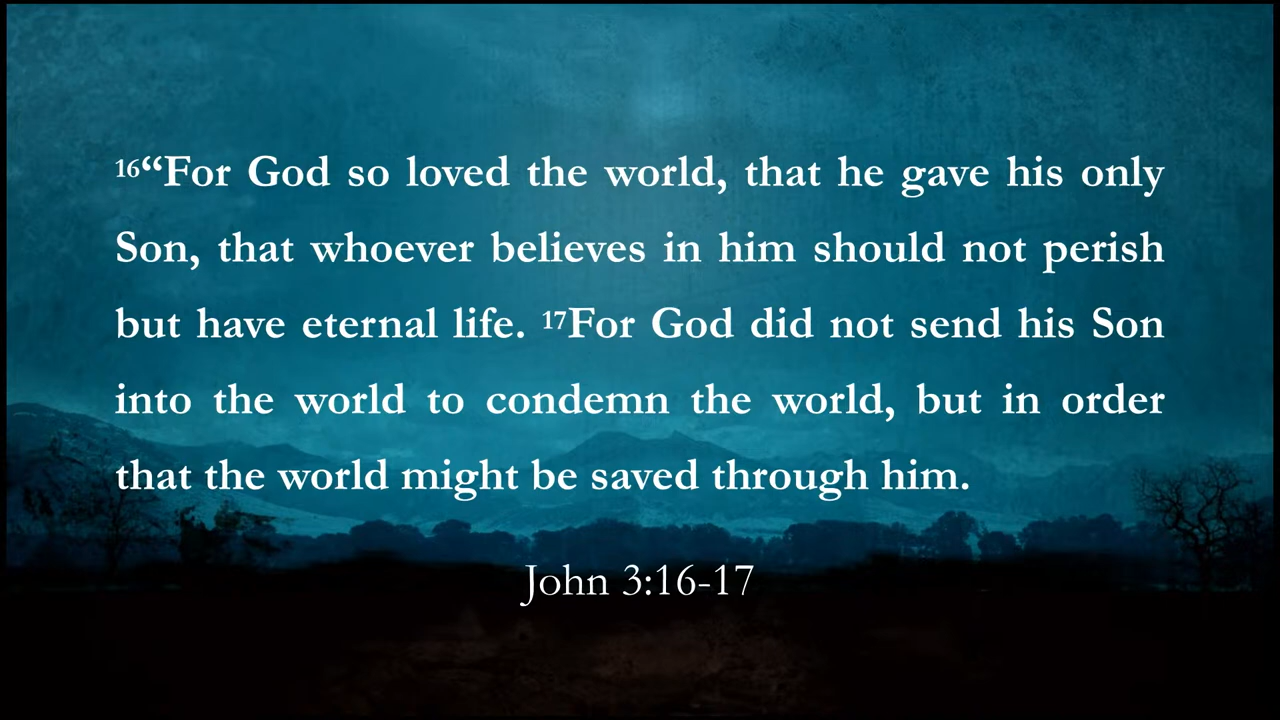 16“For God so loved the world, that he gave his only
Son, that whoever believes in him should not perish
but have eternal life. 17For God did not send his Son
into the world to condemn the world, but in order
that the world might be saved through him.
John 3:16-17